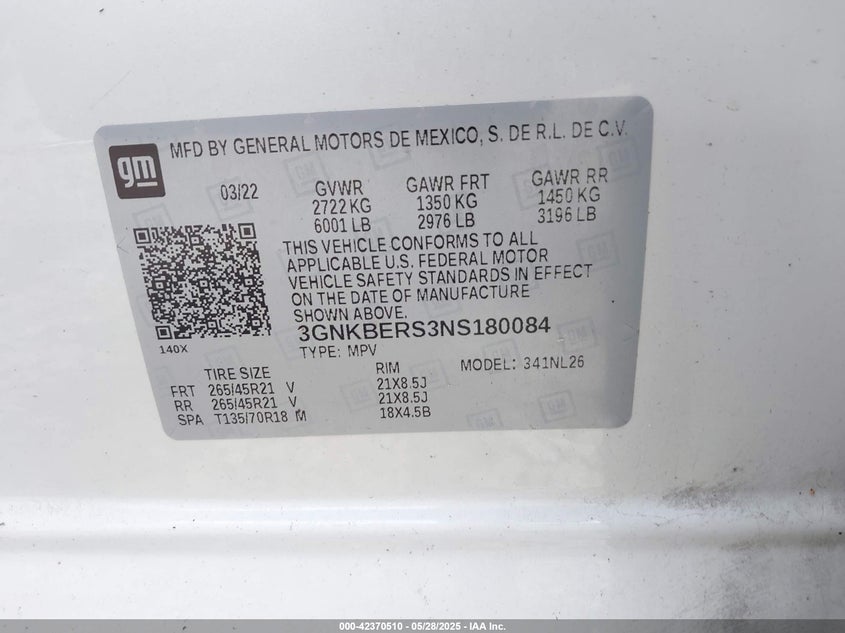 gm
MFD BY GENERAL MOTORS DE MEXICO, S. DE R.L. DE C.V.
03/22 GVWR GAWR FRT GAWR RR
2722 KG 1350 KG 1450 KG
6001 LB 2976 LB 3196 LB
THIS VEHICLE CONFORMS TO ALL
APPLICABLE U.S. FEDERAL MOTOR
VEHICLE SAFETY STANDARDS IN EFFECT
ON THE DATE OF MANUFACTURE
SHOWN ABOVE.
3GNKBERS3NS180084
140X
TYPE: MPV MODEL: 341NL26
TIRE SIZE RIM
FRT 265/45R21 V 21X8.5J
RR 265/45R21 V 21X8.5J
SPA T135/70R18 M 18X4.5B
000-42370510 | 05/28/2025 - IAA Inc.